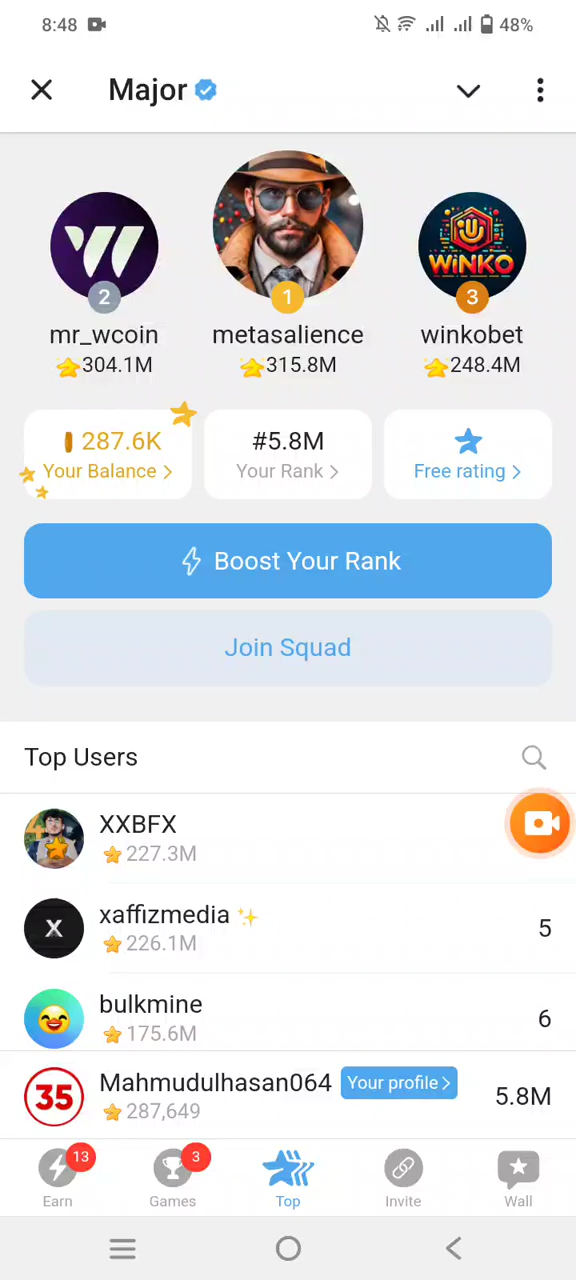 8:48
48%
Major
WiNKO
2
1
3
mr_wcoin
metasalience
winkobet
304.1M
315.8M
248.4M
287.6K
#5.8M
Your Balance >
Your Rank >
Free rating >
Boost Your Rank
Join Squad
Top Users
XXBFX
227.3M
X
xaffizmedia
226.1M
5
bulkmine
175.6M
6
35
Mahmudulhasan064
Your profile >
287,649
5.8M
13
3
Earn
Games
Top
Invite
Wall